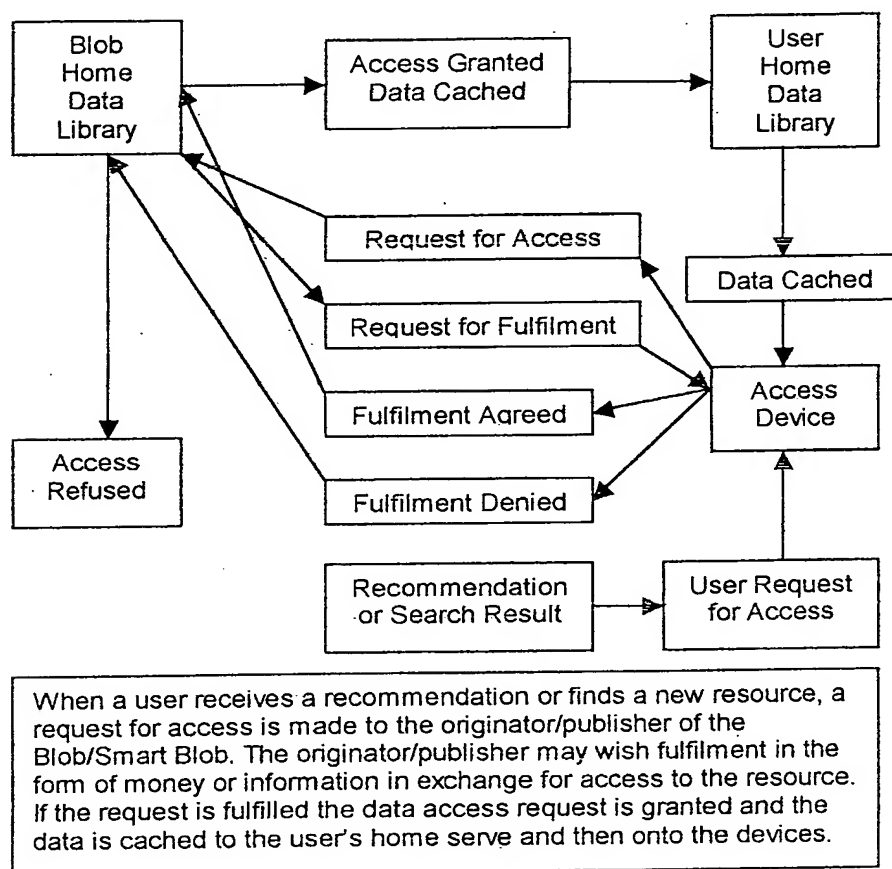 Blob
Home
Data
Library
Access Granted
Data Cached
User
Home
Data
Library
Request for Access
Data Cached
Request for Fulfilment
Fulfilment Agreed
Access
Device
Access
Refused
Fulfilment Denied
Recommendation
or Search Result
User Request
for Access
When a user receives a recommendation or finds a new resource, a
request for access is made to the originator/publisher of the
Blob/Smart Blob. The originator/publisher may wish fulfilment in the
form of money or information in exchange for access to the resource.
If the request is fulfilled the data access request is granted and the
data is cached to the user's home serve and then onto the devices.